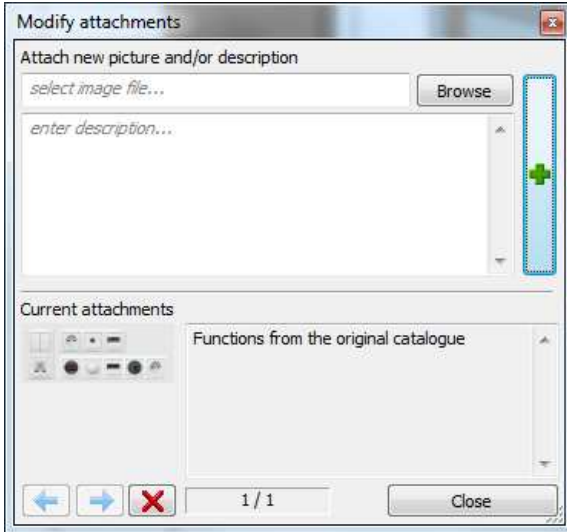 Modify attachments
Attach new picture and/or description
select image file...
Browse
enter description...
Current attachments
Functions from the original catalogue
1 / 1
Close